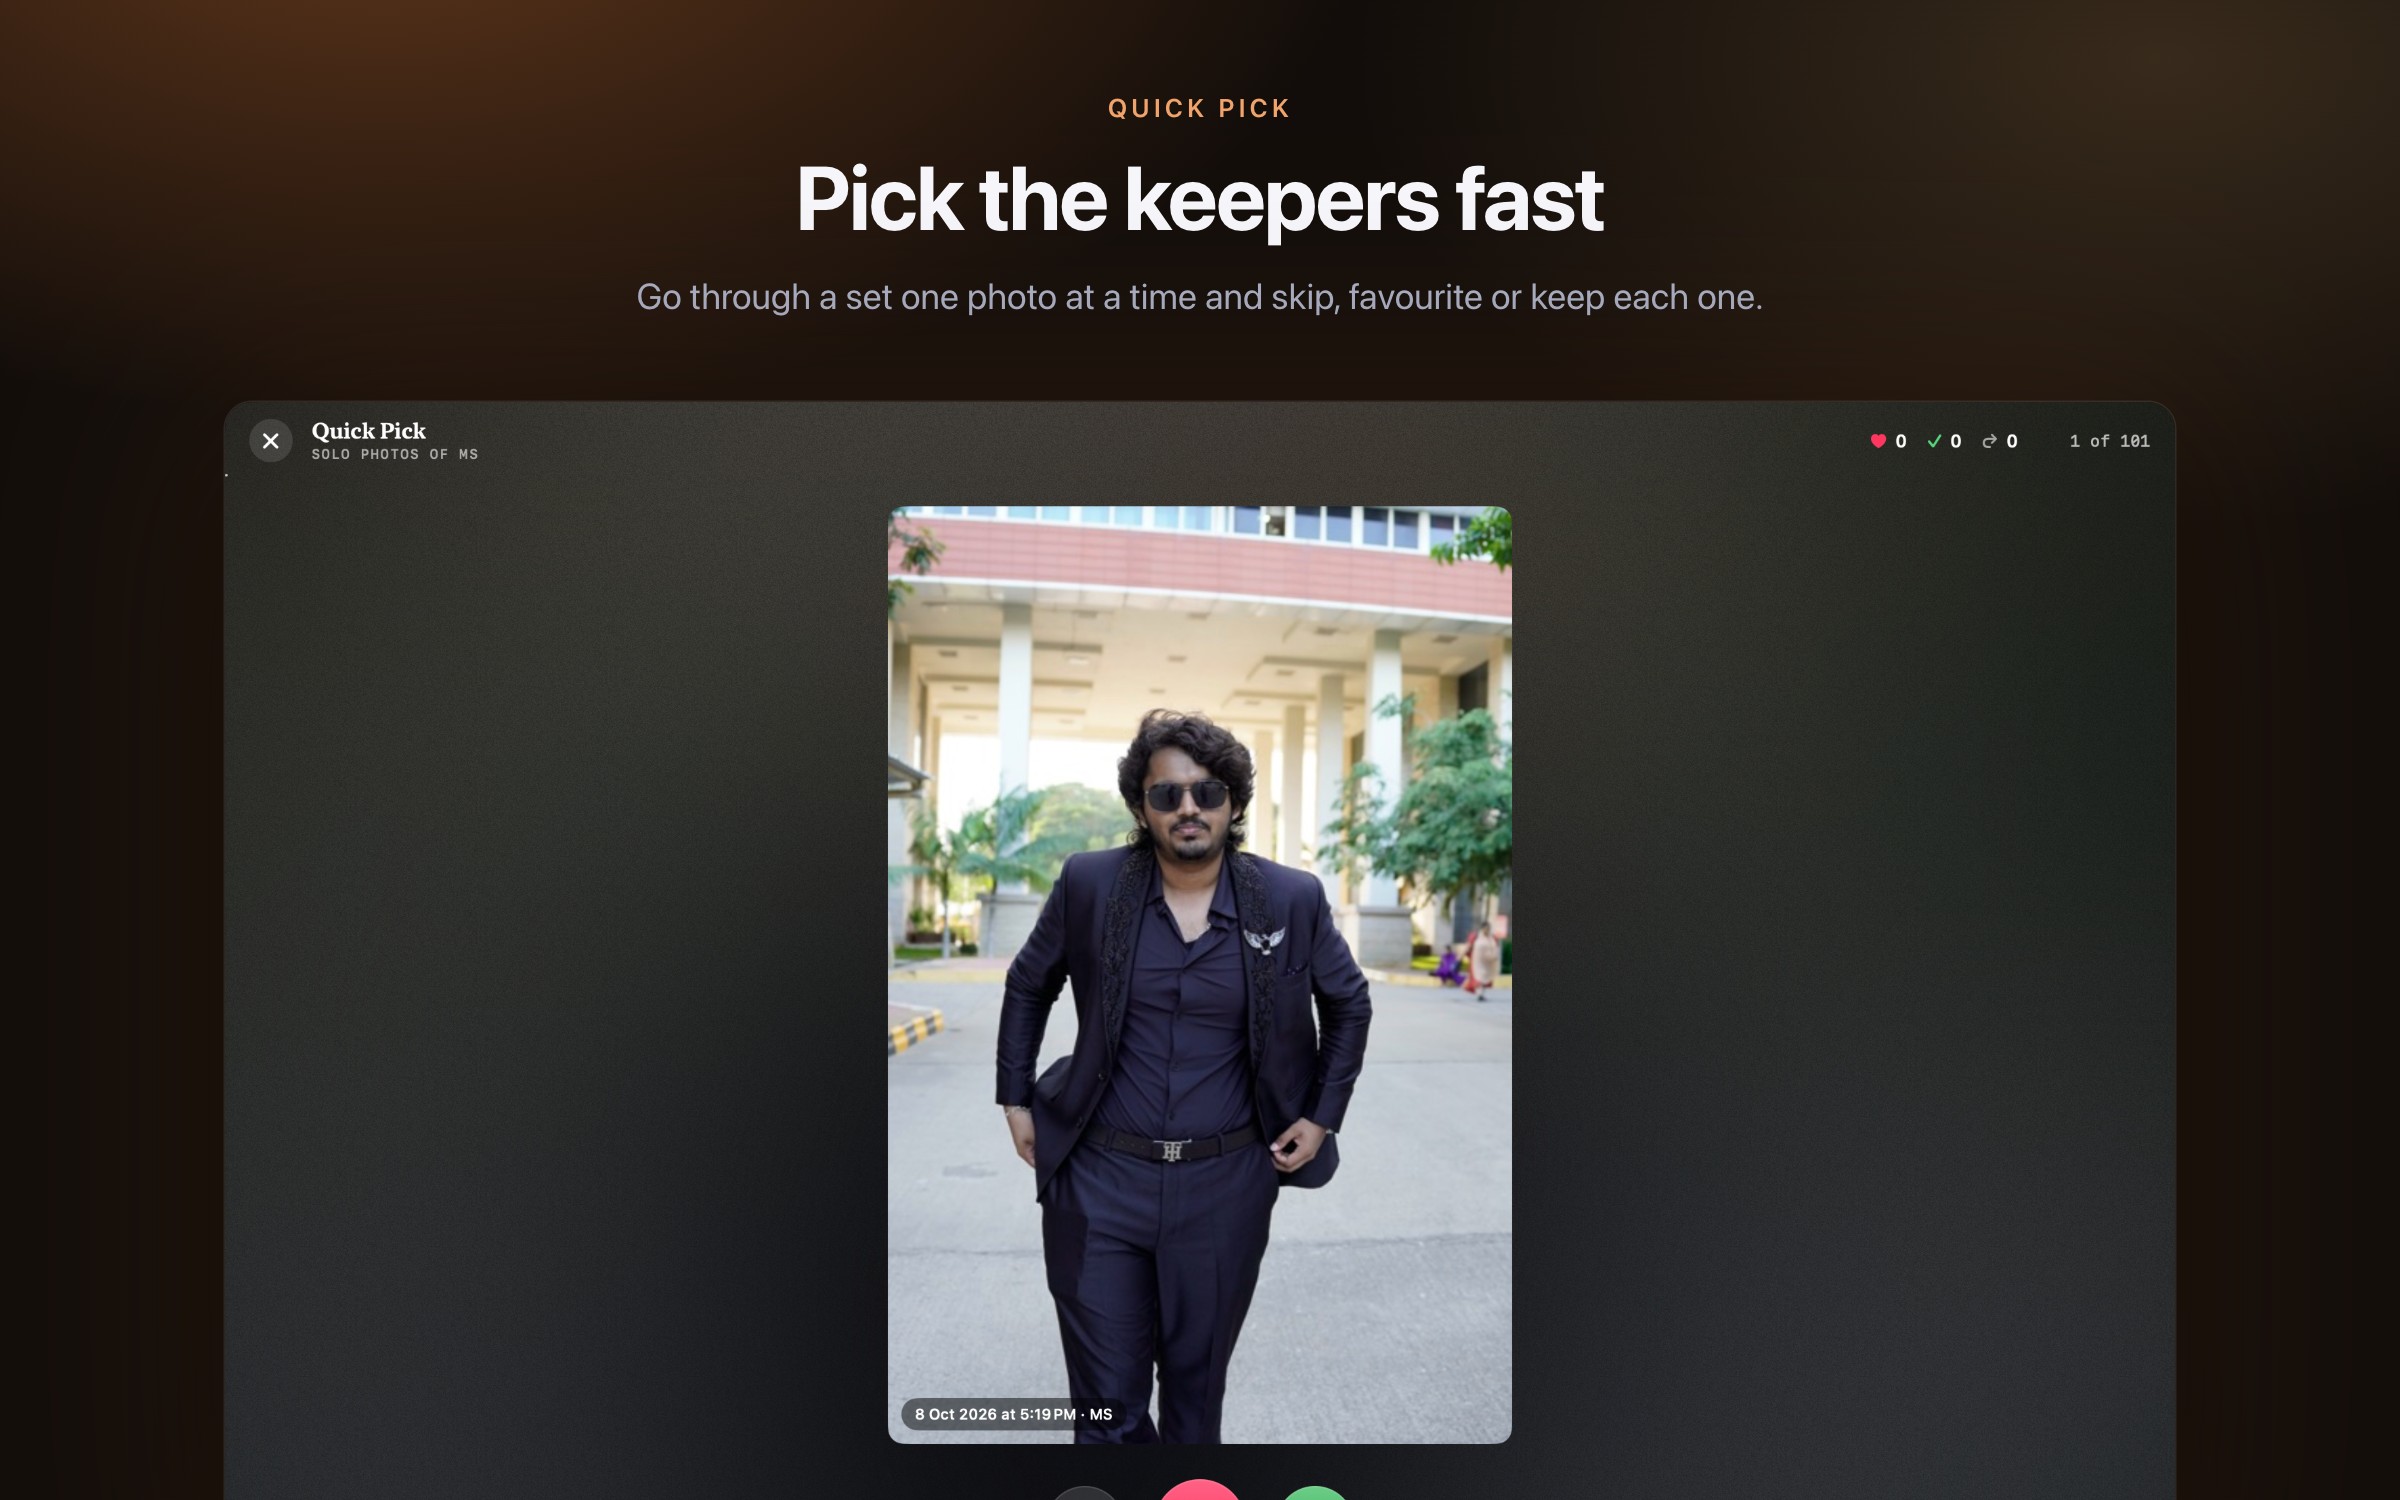 QUICK PICK
Pick the keepers fast
Go through a set one photo at a time and skip, favourite or keep each one.
Quick Pick
SOLO PHOTOS OF MS
0 0 0 1 of 101
8 Oct 2026 at 5:19 PM · MS